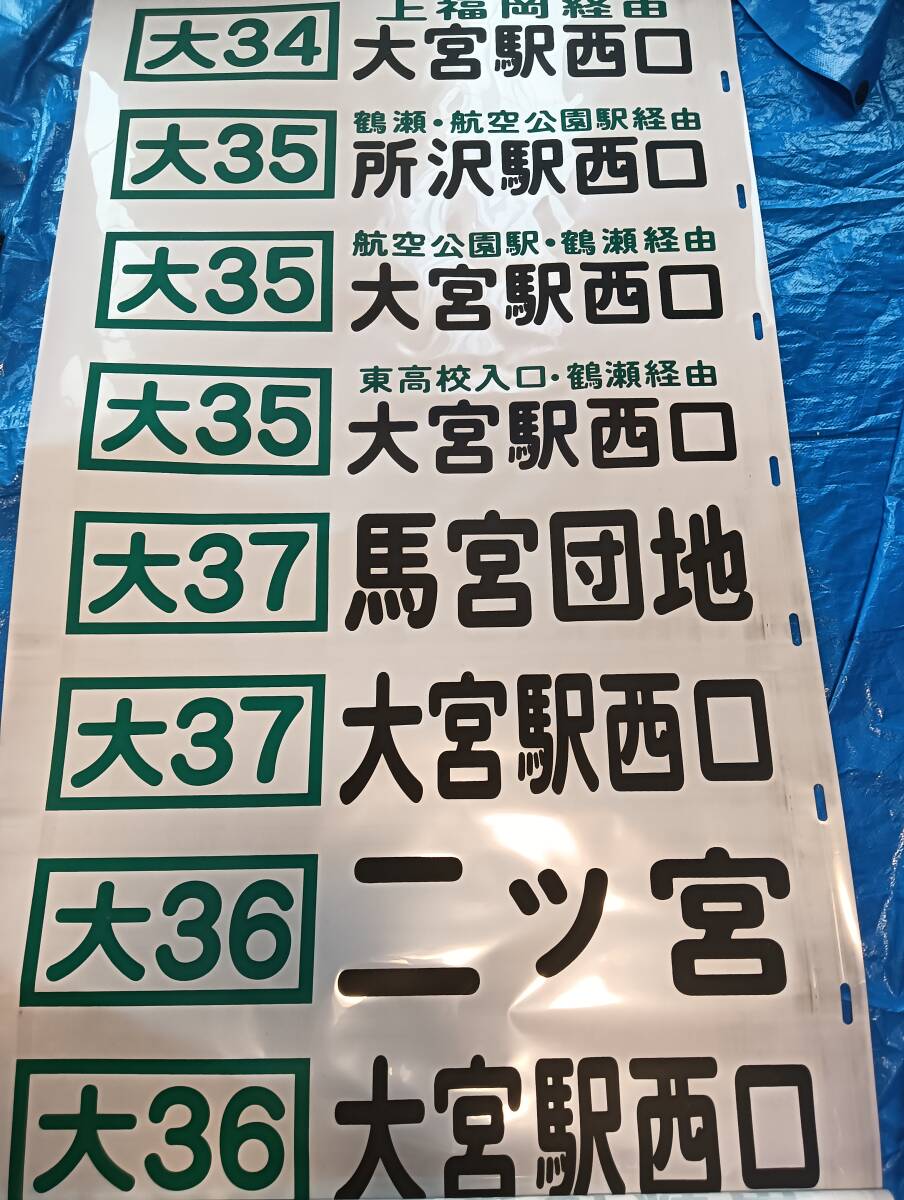 上福岡経由
大34 大宮駅西口
鶴瀬・航空公園駅経由
大35 所沢駅西口
航空公園駅・鶴瀬経由
大35 大宮駅西口
東高校入口・鶴瀬経由
大35 大宮駅西口
大37 馬宮団地
大37 大宮駅西口
大36 二ツ宮
大36 大宮駅西口